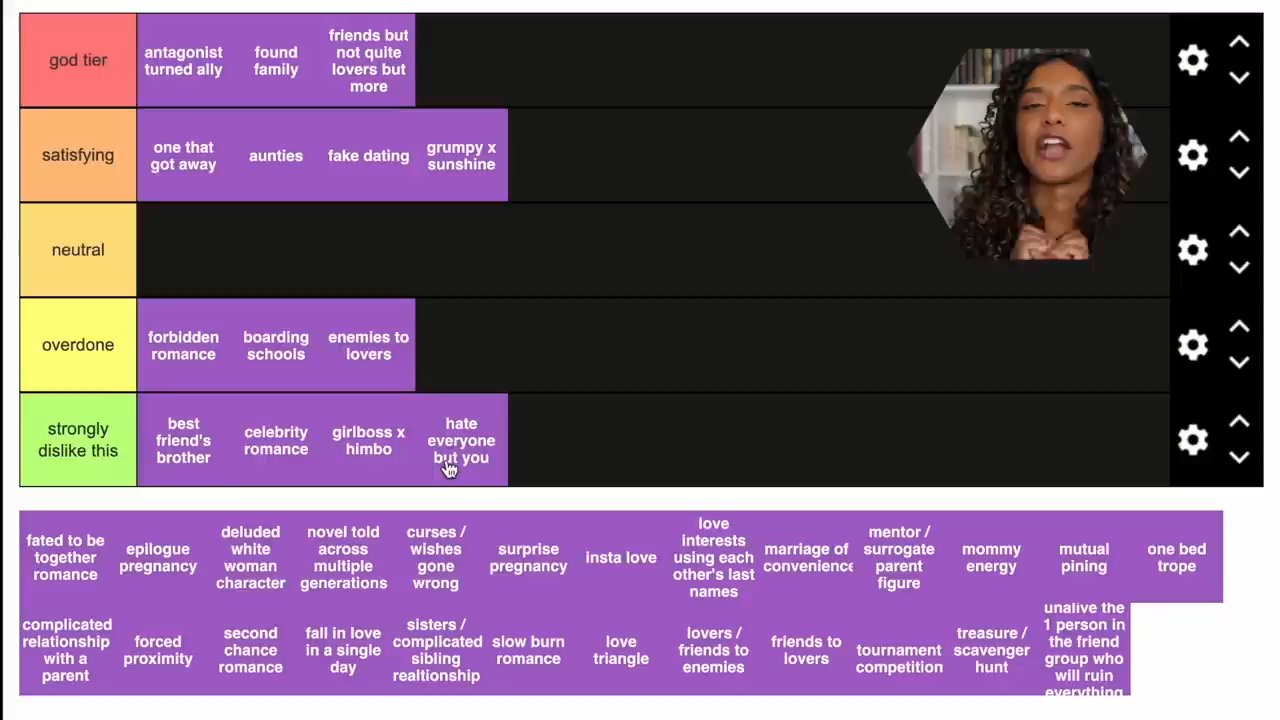 god tier
antagonist
turned ally
found
family
friends but
not quite
lovers but
more
satisfying
one that
got away
aunties
fake dating
grumpy x
sunshine
neutral
overdone
forbidden
romance
boarding
schools
enemies to
lovers
strongly
dislike this
best
friend's
brother
celebrity
romance
girlboss x
himbo
hate
everyone
but you
fated to be
together
romance
epilogue
pregnancy
deluded
white
woman
character
novel told
across
multiple
generations
curses /
wishes
gone
wrong
surprise
pregnancy
insta love
love
interests
using each
other's last
names
marriage of
convenience
mentor /
surrogate
parent
figure
mommy
energy
mutual
pining
one bed
trope
complicated
relationship
with a
parent
forced
proximity
second
chance
romance
fall in love
in a single
day
sisters /
complicated
sibling
realtionship
slow burn
romance
love
triangle
lovers /
friends to
enemies
friends to
lovers
tournament
competition
treasure /
scavenger
hunt
unalive the
1 person in
the friend
group who
will ruin
everything